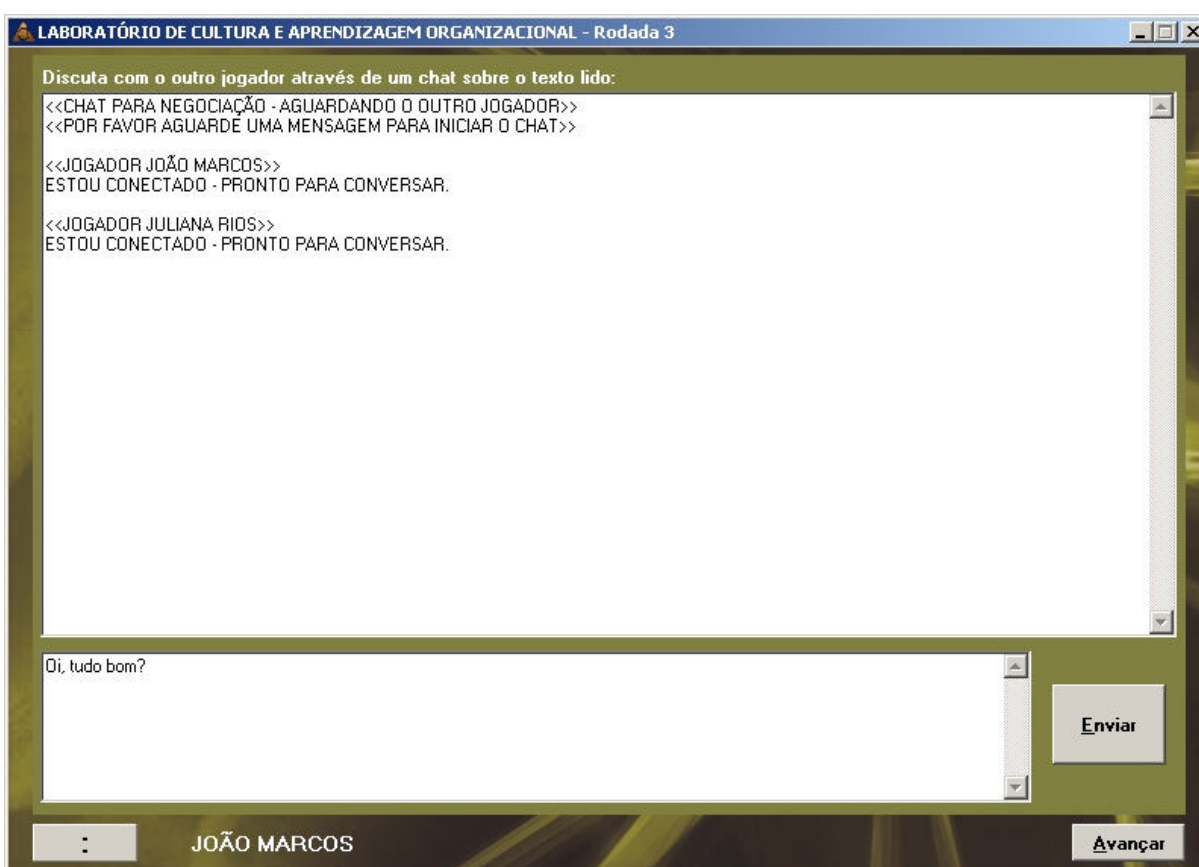 LABORATÓRIO DE CULTURA E APRENDIZAGEM ORGANIZACIONAL - Rodada 3
Discuta com o outro jogador através de um chat sobre o texto lido:
<<CHAT PARA NEGOCIAÇÃO - AGUARDANDO O OUTRO JOGADOR>>
<<POR FAVOR AGUARDE UMA MENSAGEM PARA INICIAR O CHAT>>
<<JOGADOR JOÃO MARCOS>>
ESTOU CONECTADO - PRONTO PARA CONVERSAR.
<<JOGADOR JULIANA RIOS>>
ESTOU CONECTADO - PRONTO PARA CONVERSAR.
Oi, tudo bom?
Enviar
:
JOÃO MARCOS
Avançar